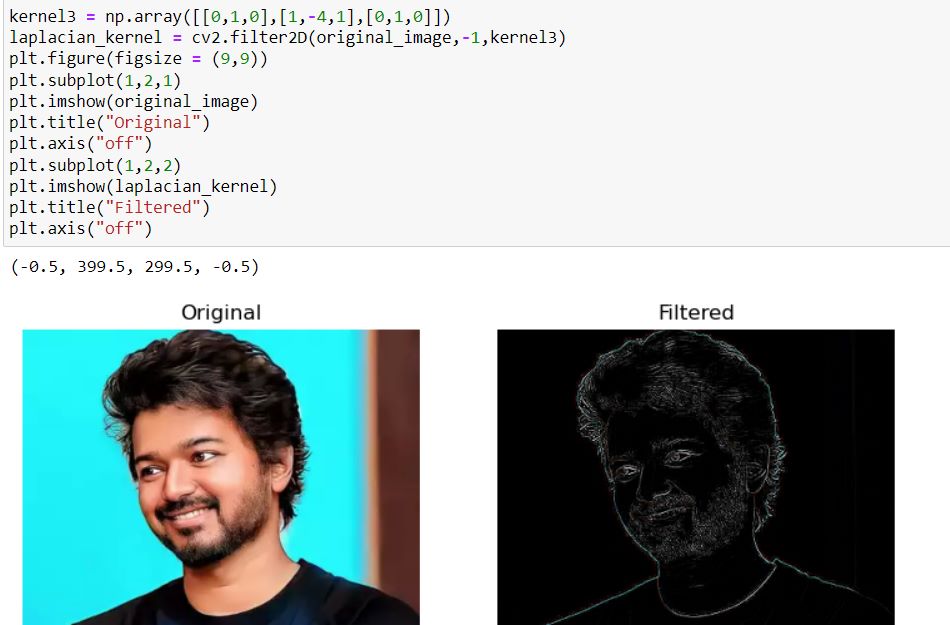 kernel3 = np.array([[0,1,0],[1,-4,1],[0,1,0]])
laplacian_kernel = cv2.filter2D(original_image,-1,kernel3)
plt.figure(figsize = (9,9))
plt.subplot(1,2,1)
plt.imshow(original_image)
plt.title("Original")
plt.axis("off")
plt.subplot(1,2,2)
plt.imshow(laplacian_kernel)
plt.title("Filtered")
plt.axis("off")
(-0.5, 399.5, 299.5, -0.5)
Original
Filtered